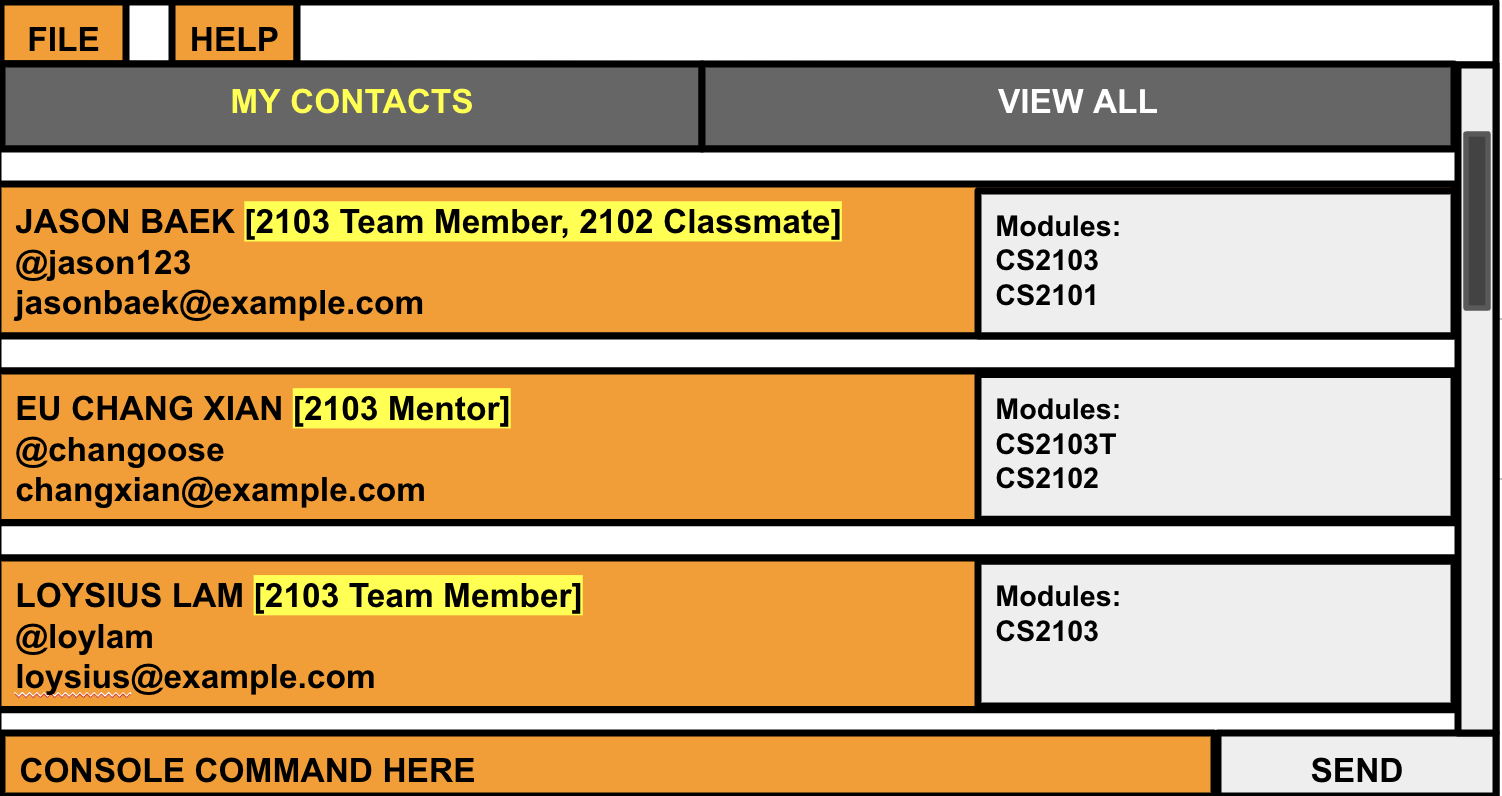 FILE HELP
MY CONTACTS VIEW ALL
JASON BAEK [2103 Team Member, 2102 Classmate]
@jason123
jasonbaek@example.com
Modules:
CS2103
CS2101
EU CHANG XIAN [2103 Mentor]
@changoose
changxian@example.com
Modules:
CS2103T
CS2102
LOYSIUS LAM [2103 Team Member]
@loylam
loysius@example.com
Modules:
CS2103
CONSOLE COMMAND HERE SEND